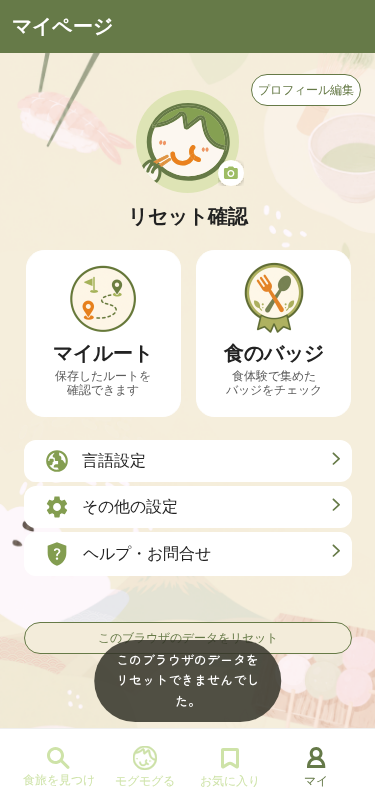 マイページ
プロフィール編集
リセット確認
マイルート
保存したルートを
確認できます
食のバッジ
食体験で集めた
バッジをチェック
言語設定
その他の設定
ヘルプ・お問合せ
このブラウザのデータをリセット
このブラウザのデータを
リセットできませんでし
た。
食旅を見つけ
モグモグる
お気に入り
マイ